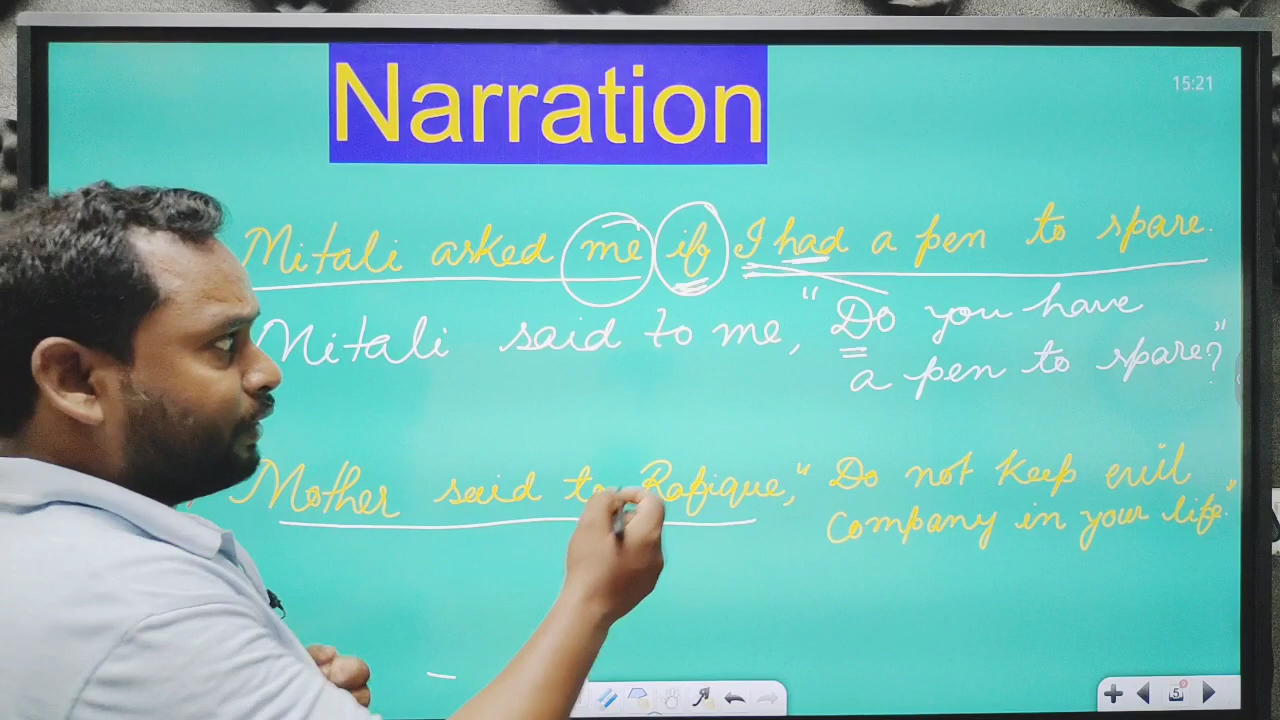 Narration
15:21
Mitali asked me if I had a pen to spare.
Mitali said to me, "Do you have
a pen to spare?"
Mother said to Rafique, "Do not keep evil
Company in your life."
5